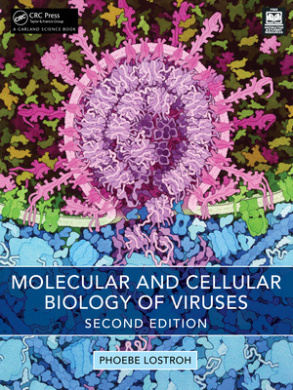 CRC Press
Taylor & Francis Group
A GARLAND SCIENCE BOOK
MOLECULAR AND CELLULAR
BIOLOGY OF VIRUSES
SECOND EDITION
PHOEBE LOSTROH